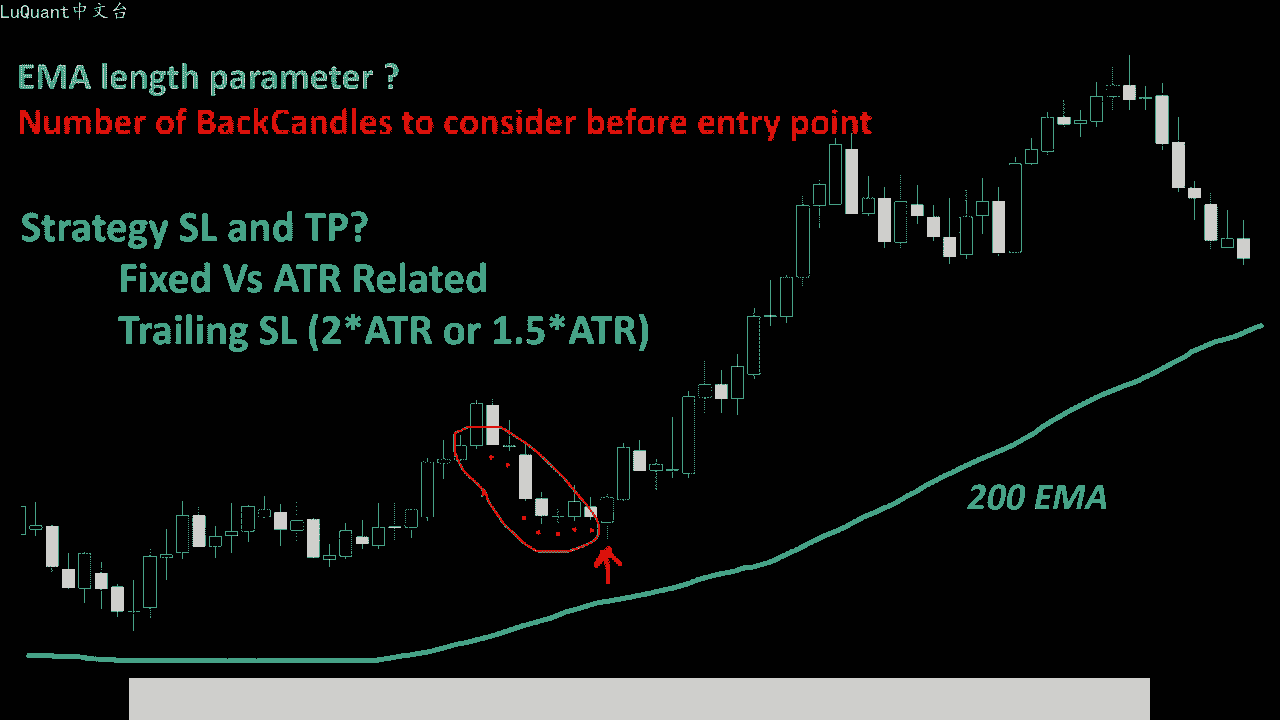 LuQuant中文台
EMA length parameter ?
Number of BackCandles to consider before entry point
Strategy SL and TP?
Fixed Vs ATR Related
Trailing SL (2*ATR or 1.5*ATR)
200 EMA